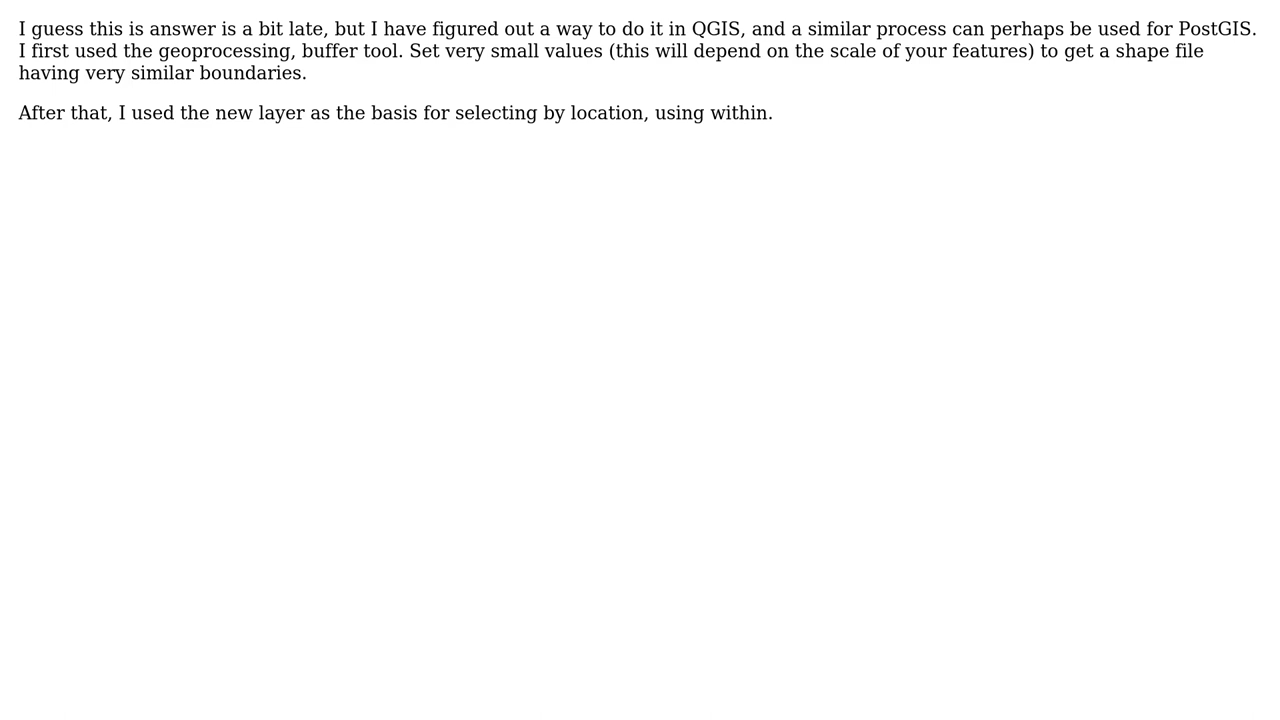 I guess this is answer is a bit late, but I have figured out a way to do it in QGIS, and a similar process can perhaps be used for PostGIS.
I first used the geoprocessing, buffer tool. Set very small values (this will depend on the scale of your features) to get a shape file
having very similar boundaries.
After that, I used the new layer as the basis for selecting by location, using within.